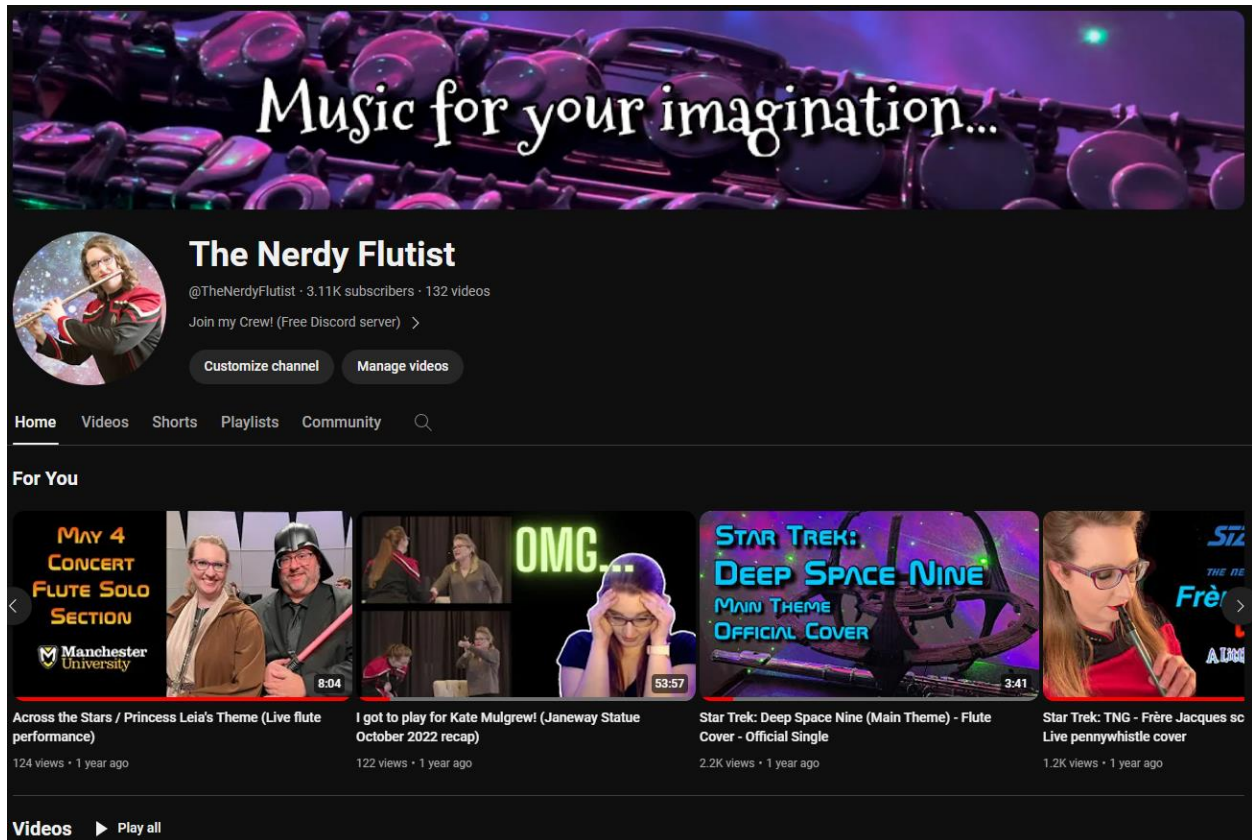 Music for your imagination...
The Nerdy Flutist
@TheNerdyFlutist · 3.11K subscribers · 132 videos
Join my Crew! (Free Discord server)
Customize channel
Manage videos
Home
Videos
Shorts
Playlists
Community
For You
MAY 4
CONCERT
FLUTE SOLO
SECTION
Manchester
University
8:04
Across the Stars / Princess Leia's Theme (Live flute
performance)
124 views • 1 year ago
OMG...
53:57
I got to play for Kate Mulgrew! (Janeway Statue
October 2022 recap)
122 views • 1 year ago
STAR TREK:
DEEP SPACE NINE
MAIN THEME
OFFICIAL COVER
3:41
Star Trek: Deep Space Nine (Main Theme) - Flute
Cover - Official Single
2.2K views • 1 year ago
THE NE
Frèr
Star Trek: TNG - Frère Jacques sc
Live pennywhistle cover
1.2K views • 1 year ago
Videos
Play all